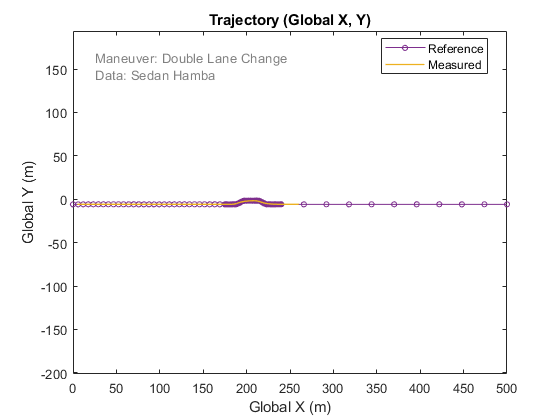 Trajectory (Global X, Y)
Maneuver: Double Lane Change
Data: Sedan Hamba
Reference
Measured
150
100
50
0
-50
-100
-150
-200
Global Y (m)
0 50 100 150 200 250 300 350 400 450 500
Global X (m)